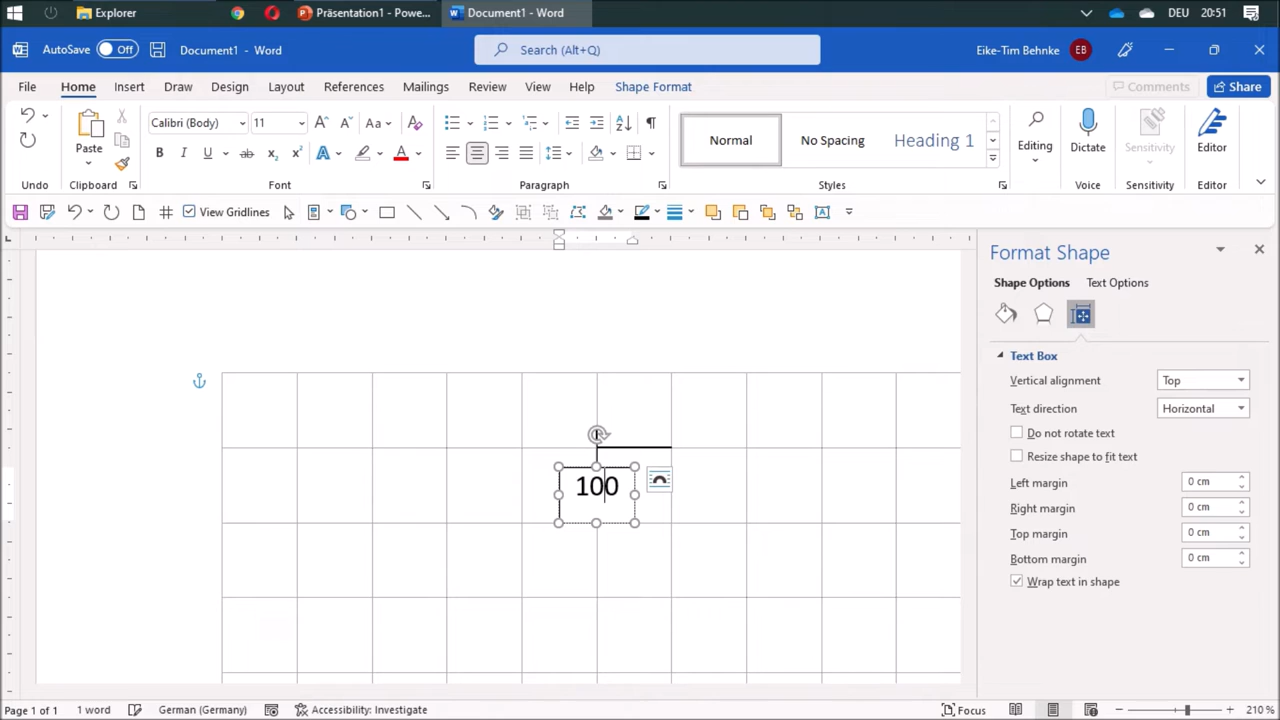 Explorer
Präsentation1 - Powe...
Document1 - Word
DEU
20:51
AutoSave
Off
Document1 - Word
Search (Alt+Q)
Eike-Tim Behnke
EB
File
Home
Insert
Draw
Design
Layout
References
Mailings
Review
View
Help
Shape Format
Comments
Share
Paste
Calibri (Body)
11
Normal
No Spacing
Heading 1
Editing
Dictate
Sensitivity
Editor
Undo
Clipboard
Font
Paragraph
Styles
Voice
Sensitivity
Editor
View Gridlines
Format Shape
Shape Options
Text Options
Text Box
Vertical alignment
Top
Text direction
Horizontal
Do not rotate text
Resize shape to fit text
Left margin
0 cm
Right margin
0 cm
Top margin
0 cm
Bottom margin
0 cm
Wrap text in shape
100
Page 1 of 1
1 word
German (Germany)
Accessibility: Investigate
Focus
210 %